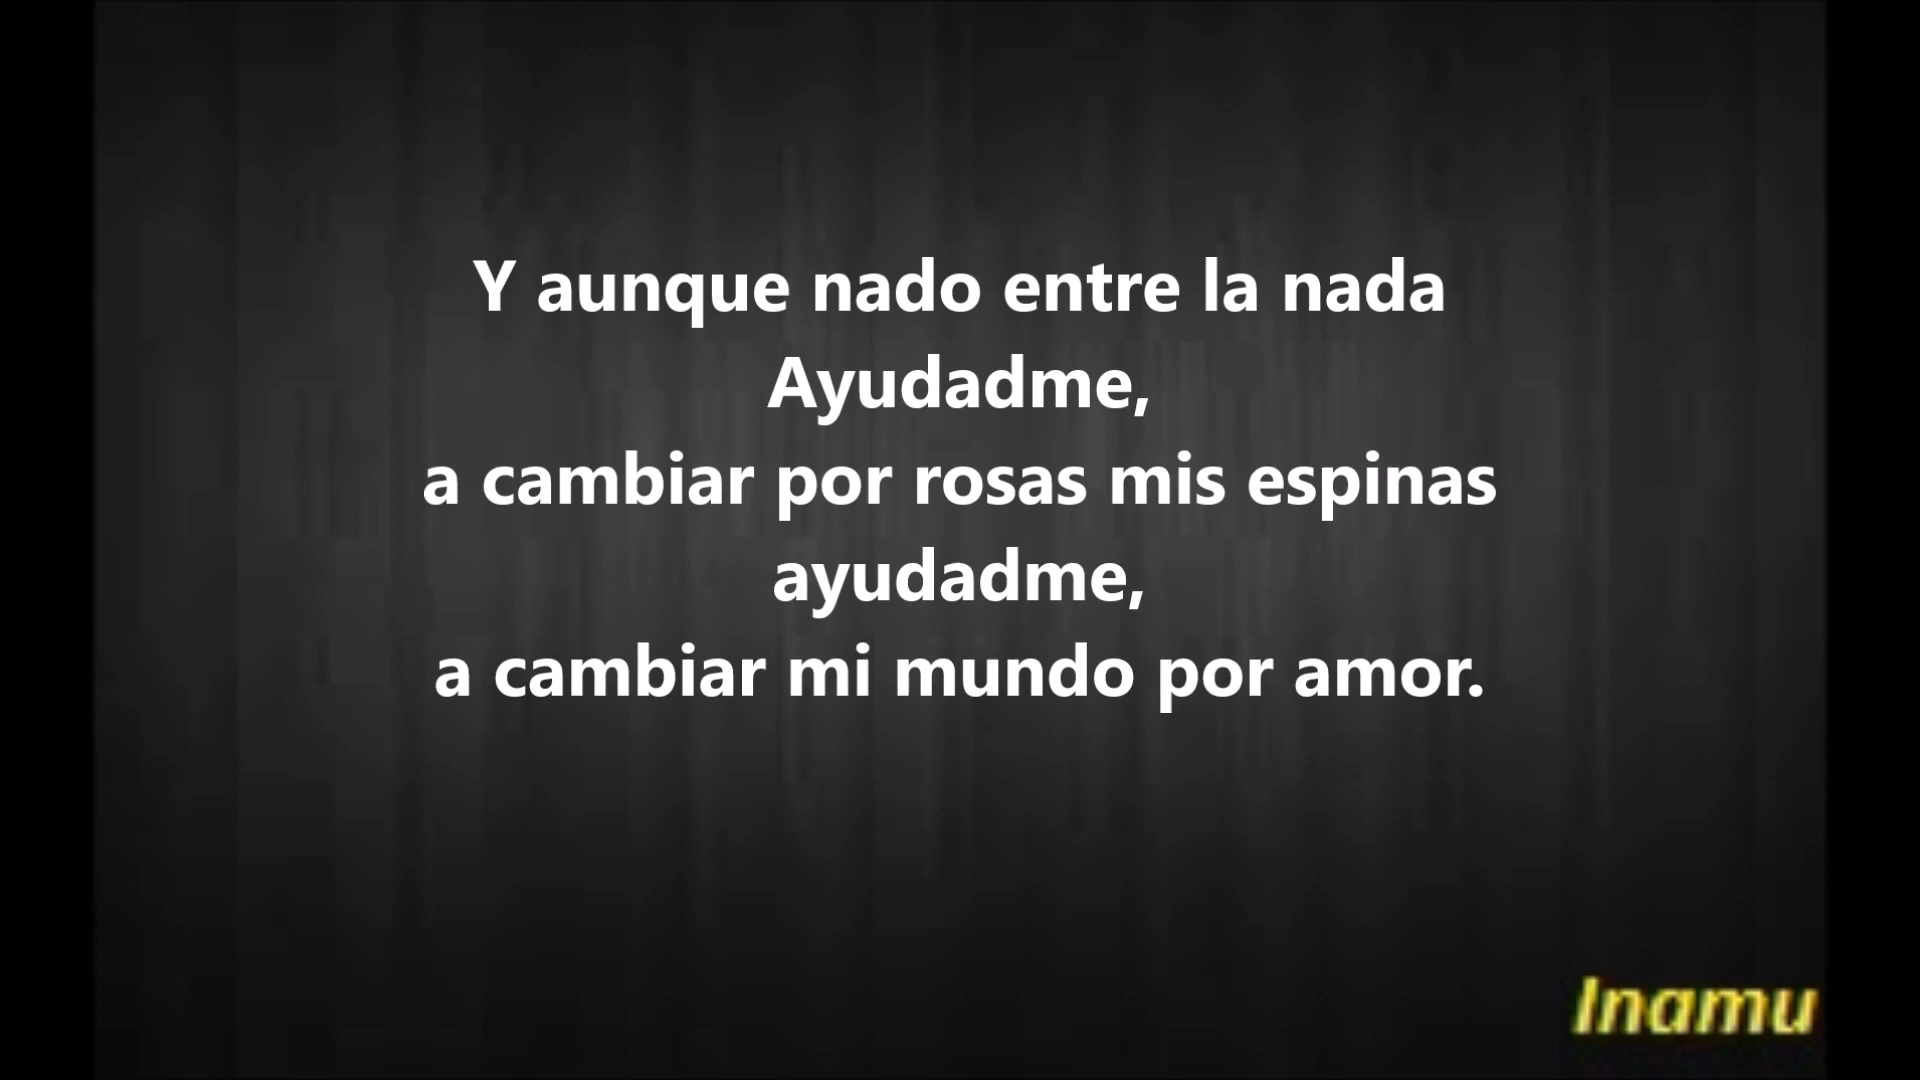 Y aunque nado entre la nada
Ayudadme,
a cambiar por rosas mis espinas
ayudadme,
a cambiar mi mundo por amor.
Inamu